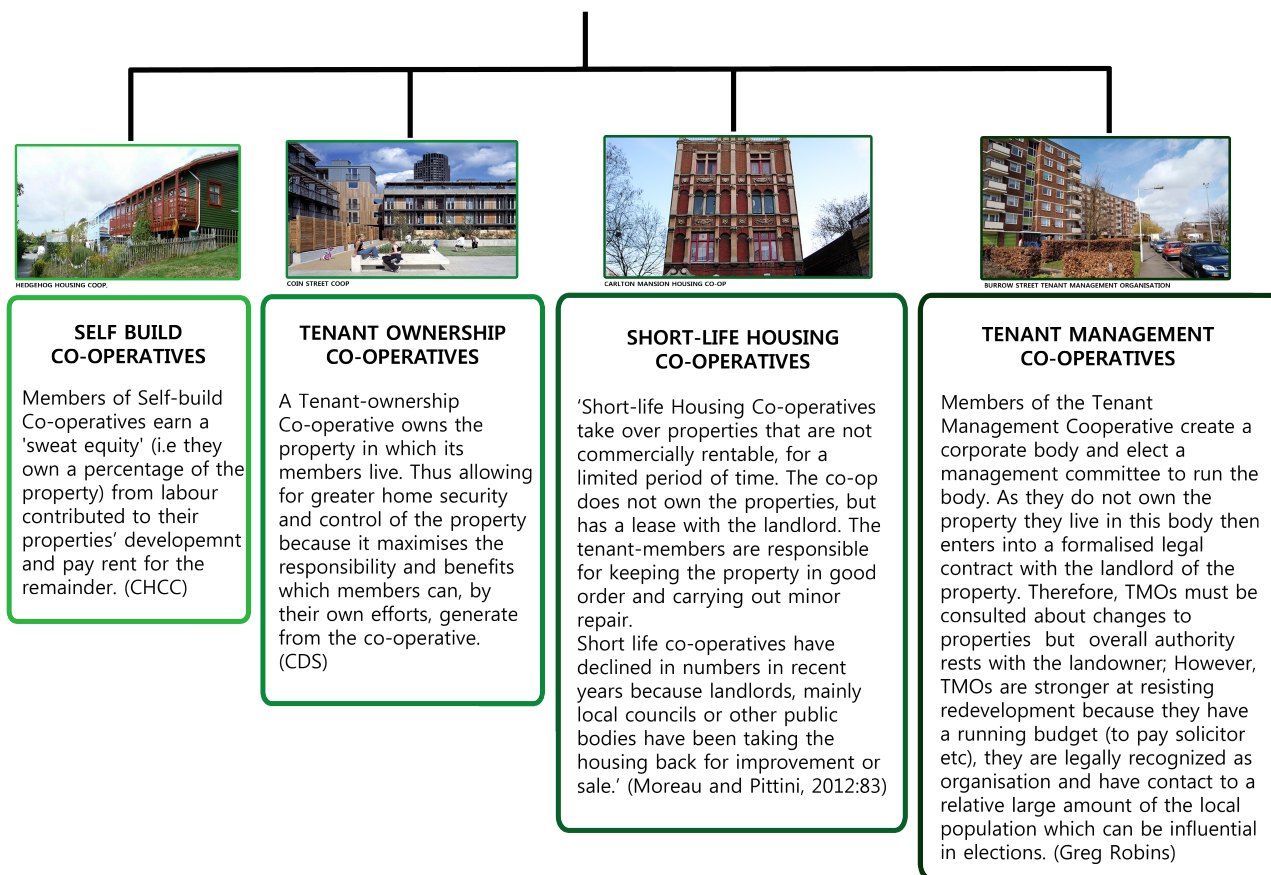 HEDGEHOG HOUSING COOP.
SELF BUILD
CO-OPERATIVES
Members of Self-build
Co-operatives earn a
'sweat equity' (i.e they
own a percentage of the
property) from labour
contributed to their
properties’ developemnt
and pay rent for the
remainder. (CHCC)
COIN STREET COOP
TENANT OWNERSHIP
CO-OPERATIVES
A Tenant-ownership
Co-operative owns the
property in which its
members live. Thus allowing
for greater home security
and control of the property
because it maximises the
responsibility and benefits
which members can, by
their own efforts, generate
from the co-operative.
(CDS)
CARLTON MANSION HOUSING CO-OP
SHORT-LIFE HOUSING
CO-OPERATIVES
‘Short-life Housing Co-operatives
take over properties that are not
commercially rentable, for a
limited period of time. The co-op
does not own the properties, but
has a lease with the landlord. The
tenant-members are responsible
for keeping the property in good
order and carrying out minor
repair.
Short life co-operatives have
declined in numbers in recent
years because landlords, mainly
local councils or other public
bodies have been taking the
housing back for improvement or
sale.’ (Moreau and Pittini, 2012:83)
BURROW STREET TENANT MANAGEMENT ORGANISATION
TENANT MANAGEMENT
CO-OPERATIVES
Members of the Tenant
Management Cooperative create a
corporate body and elect a
management committee to run the
body. As they do not own the
property they live in this body then
enters into a formalised legal
contract with the landlord of the
property. Therefore, TMOs must be
consulted about changes to
properties but overall authority
rests with the landowner; However,
TMOs are stronger at resisting
redevelopment because they have
a running budget (to pay solicitor
etc), they are legally recognized as
organisation and have contact to a
relative large amount of the local
population which can be influential
in elections. (Greg Robins)